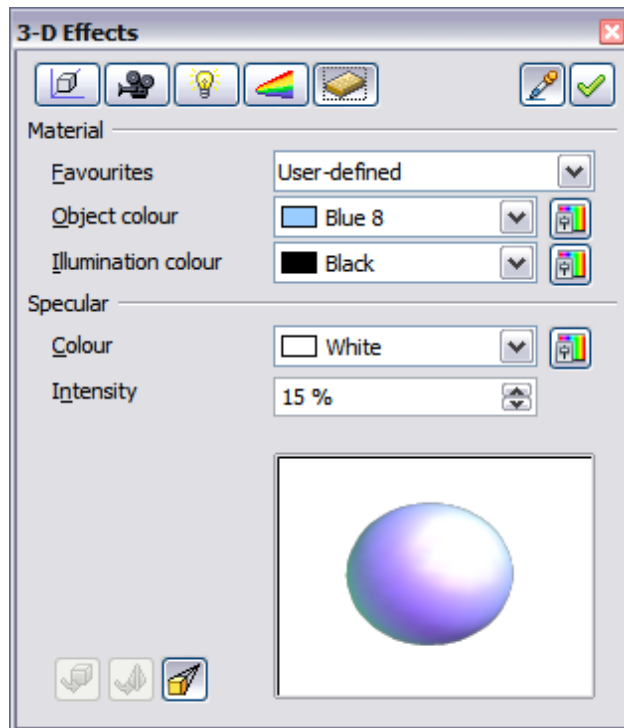 3-D Effects
Material
Favourites User-defined
Object colour Blue 8
Illumination colour Black
Specular
Colour White
Intensity 15 %